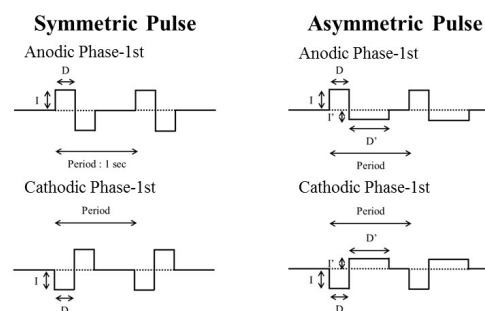 Symmetric Pulse
Anodic Phase-1st
D
I
Period : 1 sec
Cathodic Phase-1st
Period
I
D
Asymmetric Pulse
Anodic Phase-1st
D
I
I'
D'
Period
Cathodic Phase-1st
Period
D'
I'
I
D